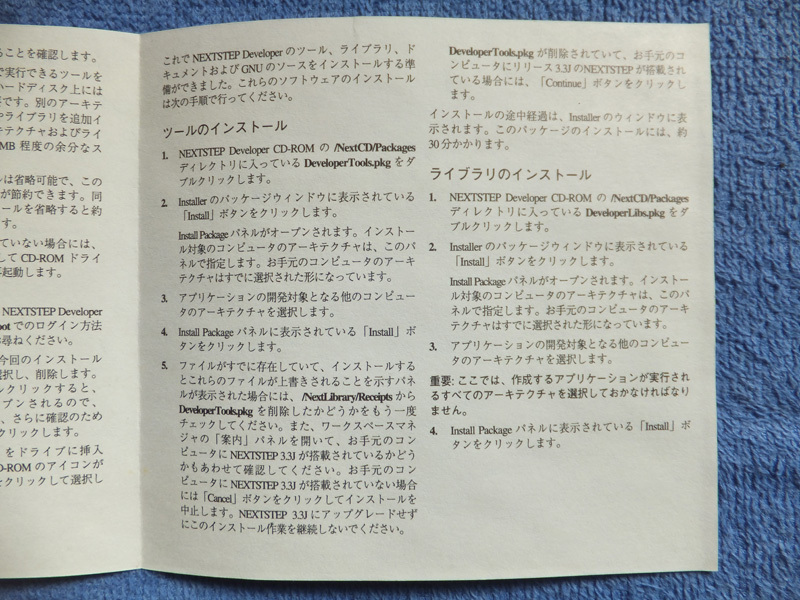 ることを確認します。
で実行できるツールを
ハードディスク上には
要です。別のアーキテ
やライブラリを追加イ
テクチャおよびライ
MB 程度の余分なス
ルは省略可能で、この
が節約できます。同
ールを省略すると約
す。
ていない場合には、
して CD-ROM ドライ
再起動します。
NEXTSTEP Developer
oot でのログイン方法
お尋ねください。
今回のインストール
選択し、削除します。
ンクリックすると、
プンされるので、
、さらに確認のため
クリックします。
をドライブに挿入
D-ROM のアイコンが
をクリックして選択し
これで NEXTSTEP Developer のツール、ライブラリ、ド
キュメントおよび GNU のソースをインストールする準
備ができました。これらのソフトウェアのインストール
は次の手順で行ってください。
ツールのインストール
1. NEXTSTEP Developer CD-ROM の /NextCD/Packages
ディレクトリに入っている DeveloperTools.pkg をダ
ブルクリックします。
2. Installer のパッケージウィンドウに表示されている
「Install」ボタンをクリックします。
Install Package パネルがオープンされます。インストー
ル対象のコンピュータのアーキテクチャは、このパ
ネルで指定します。お手元のコンピュータのアーキ
テクチャはすでに選択された形になっています。
3. アプリケーションの開発対象となる他のコンピュー
タのアーキテクチャを選択します。
4. Install Package パネルに表示されている「Install」ボ
タンをクリックします。
5. ファイルがすでに存在していて、インストールする
とこれらのファイルが上書きされることを示すパネ
ルが表示された場合には、/NextLibrary/Receipts から
DeveloperTools.pkg を削除したかどうかをもう一度
チェックしてください。また、ワークスペースマネ
ジャの「案内」パネルを開いて、お手元のコン
ピュータに NEXTSTEP 3.3J が搭載されているかどう
かもあわせて確認してください。お手元のコン
ピュータに NEXTSTEP 3.3J が搭載されていない場合
には「Cancel」ボタンをクリックしてインストールを
中止します。NEXTSTEP 3.3J にアップグレードせず
にこのインストール作業を継続しないでください。
DeveloperTools.pkg が削除されていて、お手元のコ
ンピュータにリリース 3.3J の NEXTSTEP が搭載され
ている場合には、「Continue」ボタンをクリックし
ます。
インストールの途中経過は、Installer のウィンドウに表
示されます。このパッケージのインストールには、約
30 分かかります。
ライブラリのインストール
1. NEXTSTEP Developer CD-ROM の /NextCD/Packages
ディレクトリに入っている DeveloperLibs.pkg をダ
ブルクリックします。
2. Installer のパッケージウィンドウに表示されている
「Install」ボタンをクリックします。
Install Package パネルがオープンされます。インストー
ル対象のコンピュータのアーキテクチャは、このパ
ネルで指定します。お手元のコンピュータのアーキ
テクチャはすでに選択された形になっています。
3. アプリケーションの開発対象となる他のコンピュー
タのアーキテクチャを選択します。
重要: ここでは、作成するアプリケーションが実行され
るすべてのアーキテクチャを選択しておかなければなり
ません。
4. Install Package パネルに表示されている「Install」ボ
タンをクリックします。